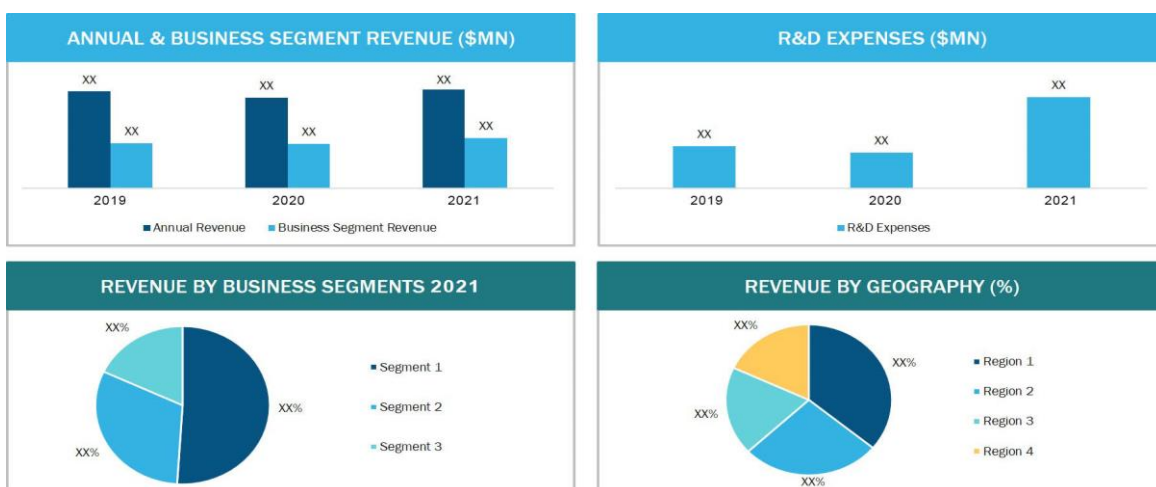 ANNUAL & BUSINESS SEGMENT REVENUE ($MN)
XX
XX
XX
XX
XX
XX
2019
2020
2021
Annual Revenue
Business Segment Revenue
R&D EXPENSES ($MN)
XX
XX
XX
2019
2020
2021
R&D Expenses
REVENUE BY BUSINESS SEGMENTS 2021
XX%
XX%
XX%
Segment 1
Segment 2
Segment 3
REVENUE BY GEOGRAPHY (%)
XX%
XX%
XX%
XX%
Region 1
Region 2
Region 3
Region 4